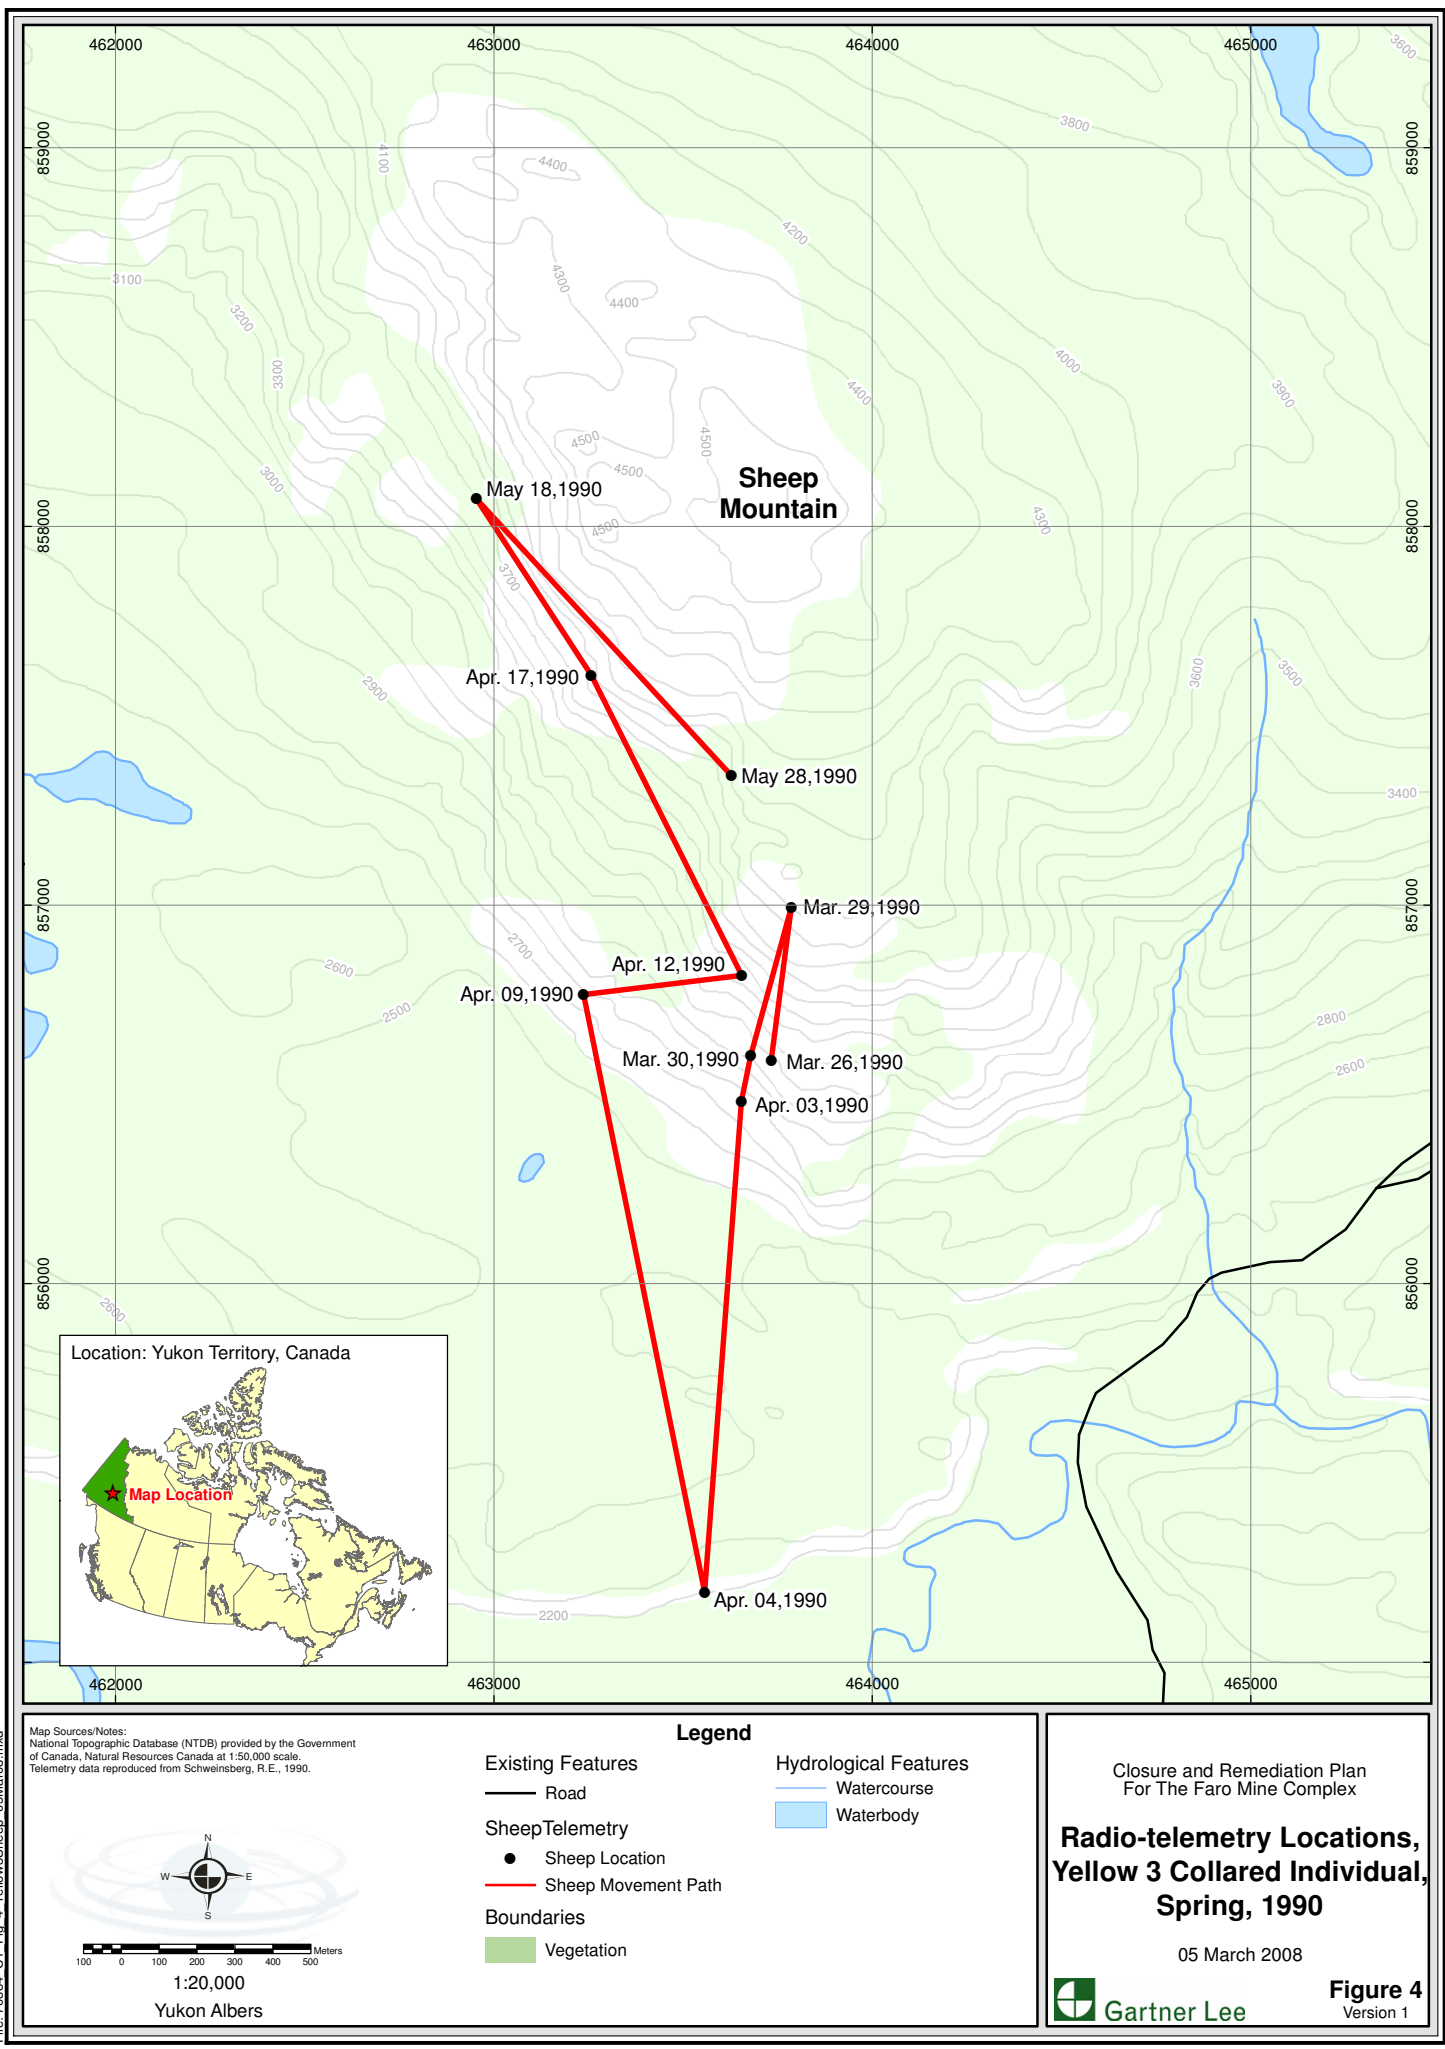 462000
463000
464000
465000
859000
859000
858000
858000
857000
857000
856000
856000
3600
3800
4100
4400
4200
3100
4300
4400
3200
3300
4000
3900
4400
4500
4500
4500
3000
4500
4300
3700
2900
3600
3500
3400
2700
2600
2500
2800
2600
2600
2200
Sheep
Mountain
May 18,1990
Apr. 17,1990
May 28,1990
Mar. 29,1990
Apr. 12,1990
Apr. 09,1990
Mar. 30,1990
Mar. 26,1990
Apr. 03,1990
Apr. 04,1990
Location: Yukon Territory, Canada
Map Location
462000
463000
464000
465000
Map Sources/Notes:
National Topographic Database (NTDB) provided by the Government
of Canada, Natural Resources Canada at 1:50,000 scale.
Telemetry data reproduced from Schweinsberg, R.E., 1990.
N
W
E
S
100 0 100 200 300 400 500
Meters
1:20,000
Yukon Albers
Legend
Existing Features
Road
SheepTelemetry
Sheep Location
Sheep Movement Path
Boundaries
Vegetation
Hydrological Features
Watercourse
Waterbody
Closure and Remediation Plan
For The Faro Mine Complex
Radio-telemetry Locations,
Yellow 3 Collared Individual,
Spring, 1990
05 March 2008
Gartner Lee
Figure 4
Version 1